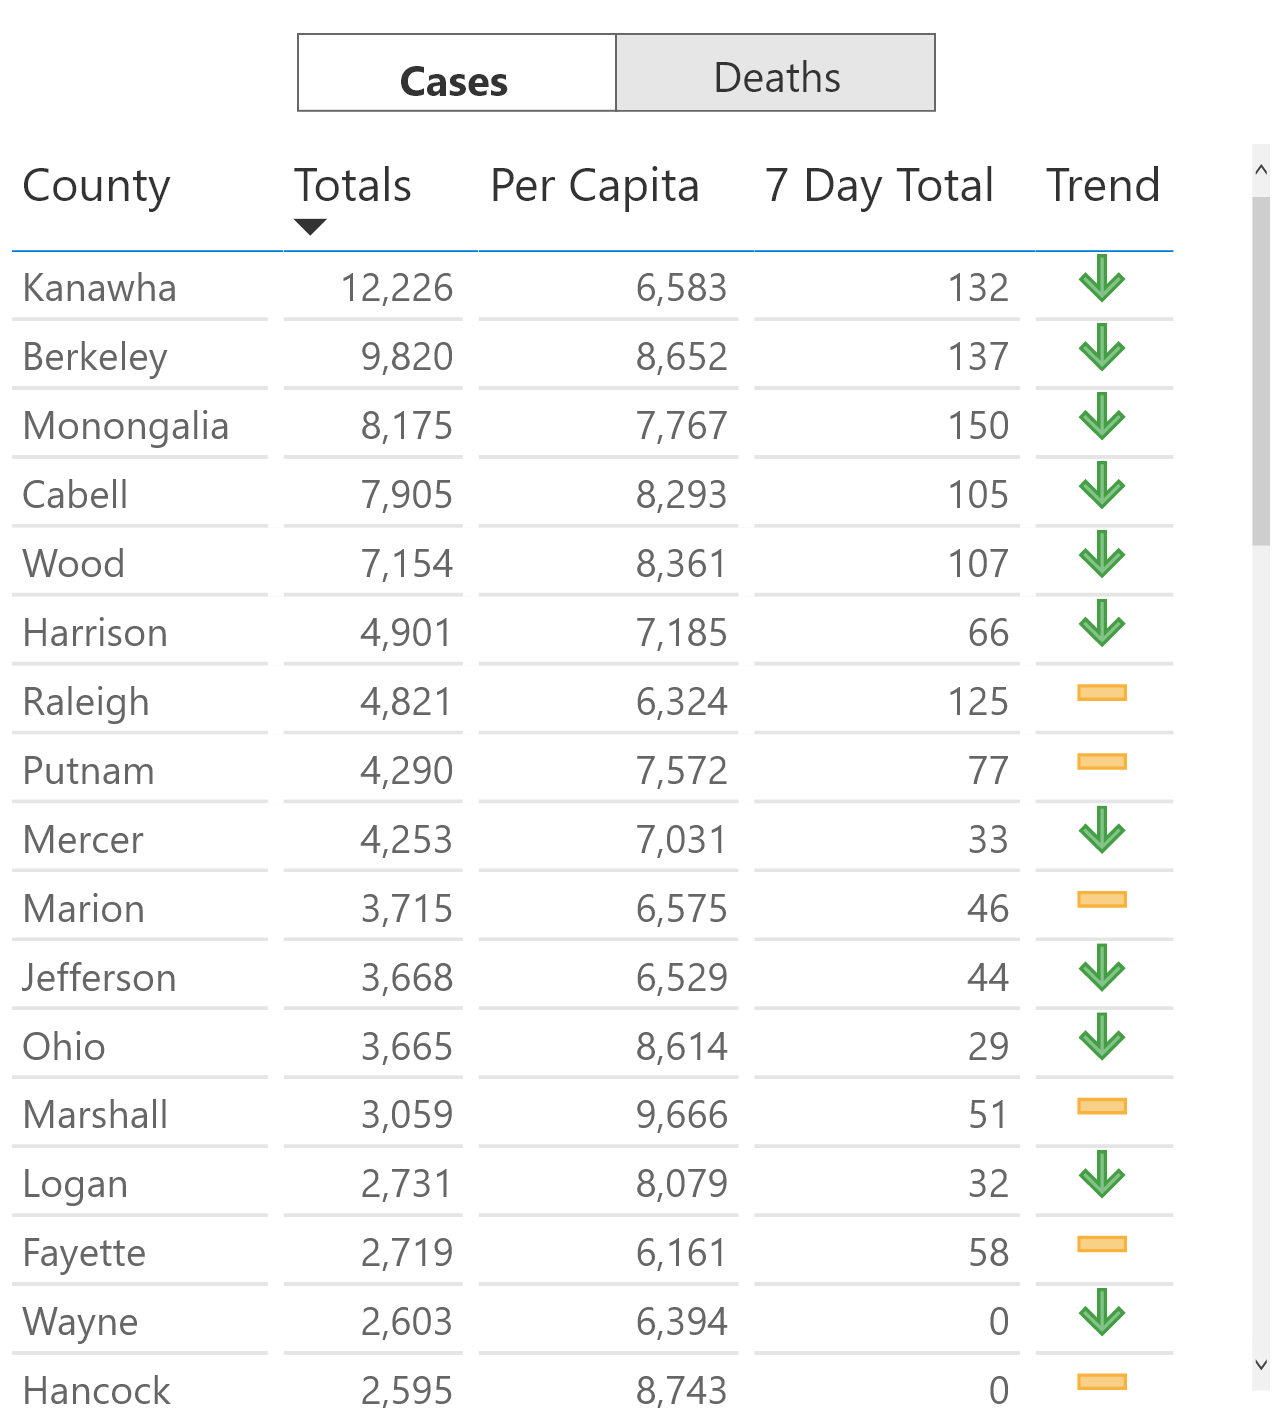 Cases Deaths
County Totals Per Capita 7 Day Total Trend
Kanawha 12,226 6,583 132
Berkeley 9,820 8,652 137
Monongalia 8,175 7,767 150
Cabell 7,905 8,293 105
Wood 7,154 8,361 107
Harrison 4,901 7,185 66
Raleigh 4,821 6,324 125
Putnam 4,290 7,572 77
Mercer 4,253 7,031 33
Marion 3,715 6,575 46
Jefferson 3,668 6,529 44
Ohio 3,665 8,614 29
Marshall 3,059 9,666 51
Logan 2,731 8,079 32
Fayette 2,719 6,161 58
Wayne 2,603 6,394 0
Hancock 2,595 8,743 0